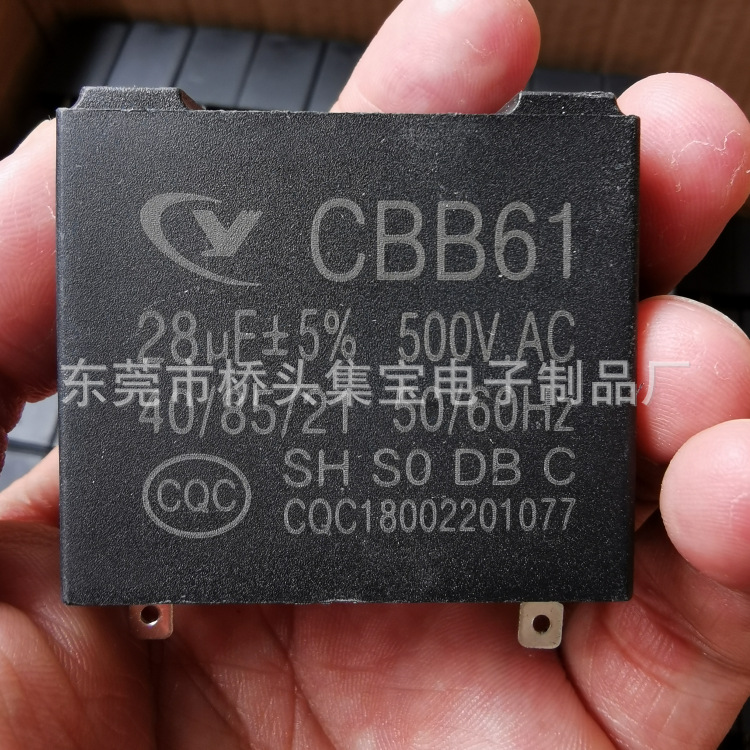 CY CBB61
28μF±5% 500V.AC
东莞市桥头集宝电子制品厂
40/85/21 50/60Hz
SH S0 DB C
CQC
CQC18002201077